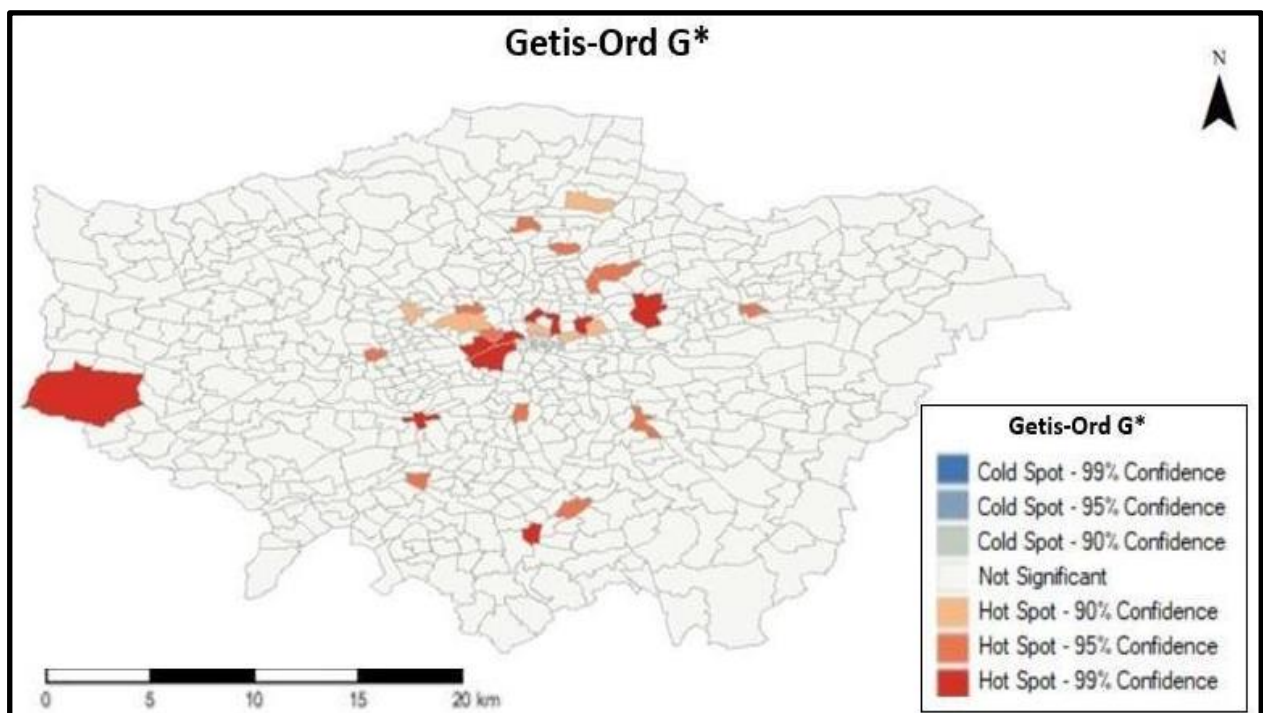 Getis-Ord G*
N
Getis-Ord G*
Cold Spot - 99% Confidence
Cold Spot - 95% Confidence
Cold Spot - 90% Confidence
Not Significant
Hot Spot - 90% Confidence
Hot Spot - 95% Confidence
Hot Spot - 99% Confidence
0 5 10 15 20 km